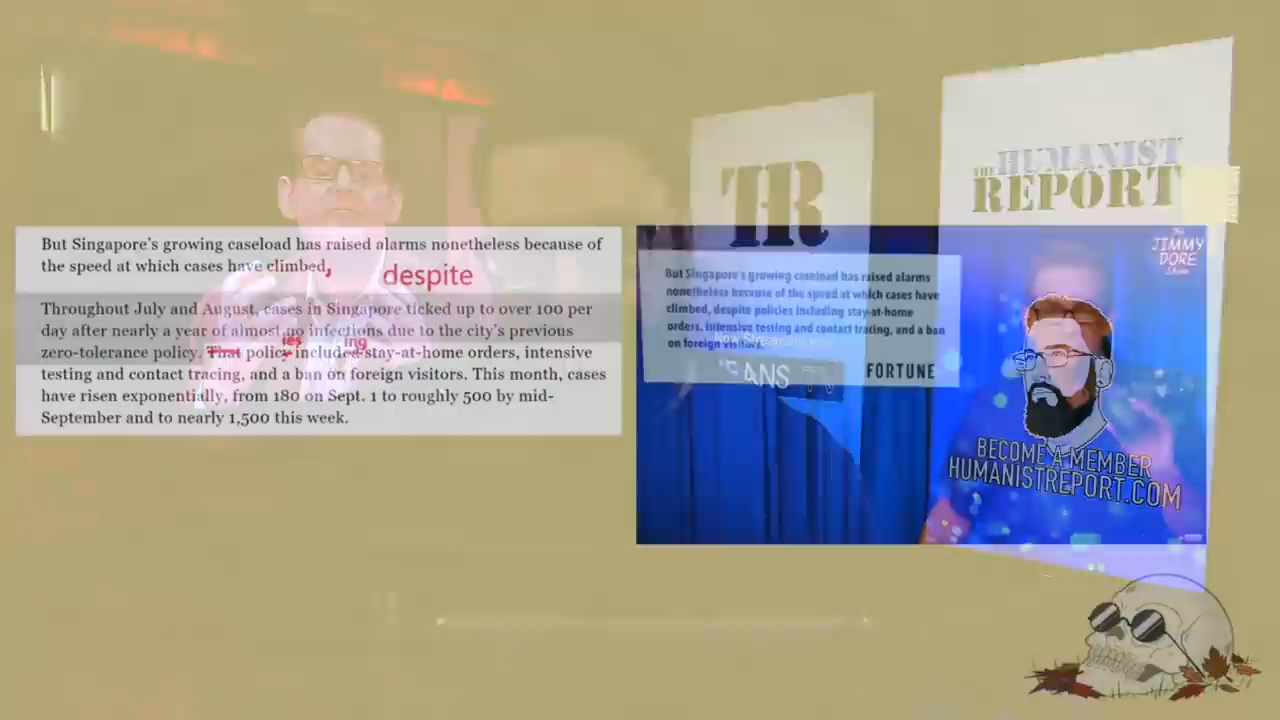 But Singapore's growing caseload has raised alarms nonetheless because of
the speed at which cases have climbed,
despite
Throughout July and August, cases in Singapore ticked up to over 100 per
day after nearly a year of almost no infections due to the city's previous
zero-tolerance policy. That policy included stay-at-home orders, intensive
ies
ing
testing and contact tracing, and a ban on foreign visitors. This month, cases
have risen exponentially, from 180 on Sept. 1 to roughly 500 by mid-
September and to nearly 1,500 this week.
HR
THE HUMANIST
REPORT
The
JIMMY
DORE
Show
But Singapore's growing caseload has raised alarms
nonetheless because of the speed at which cases have
climbed, despite policies including stay-at-home
orders, intensive testing and contact tracing, and a ban
on foreign visitors.
Now Streaming
FANS TV
FORTUNE
BECOME A MEMBER
HUMANISTREPORT.COM